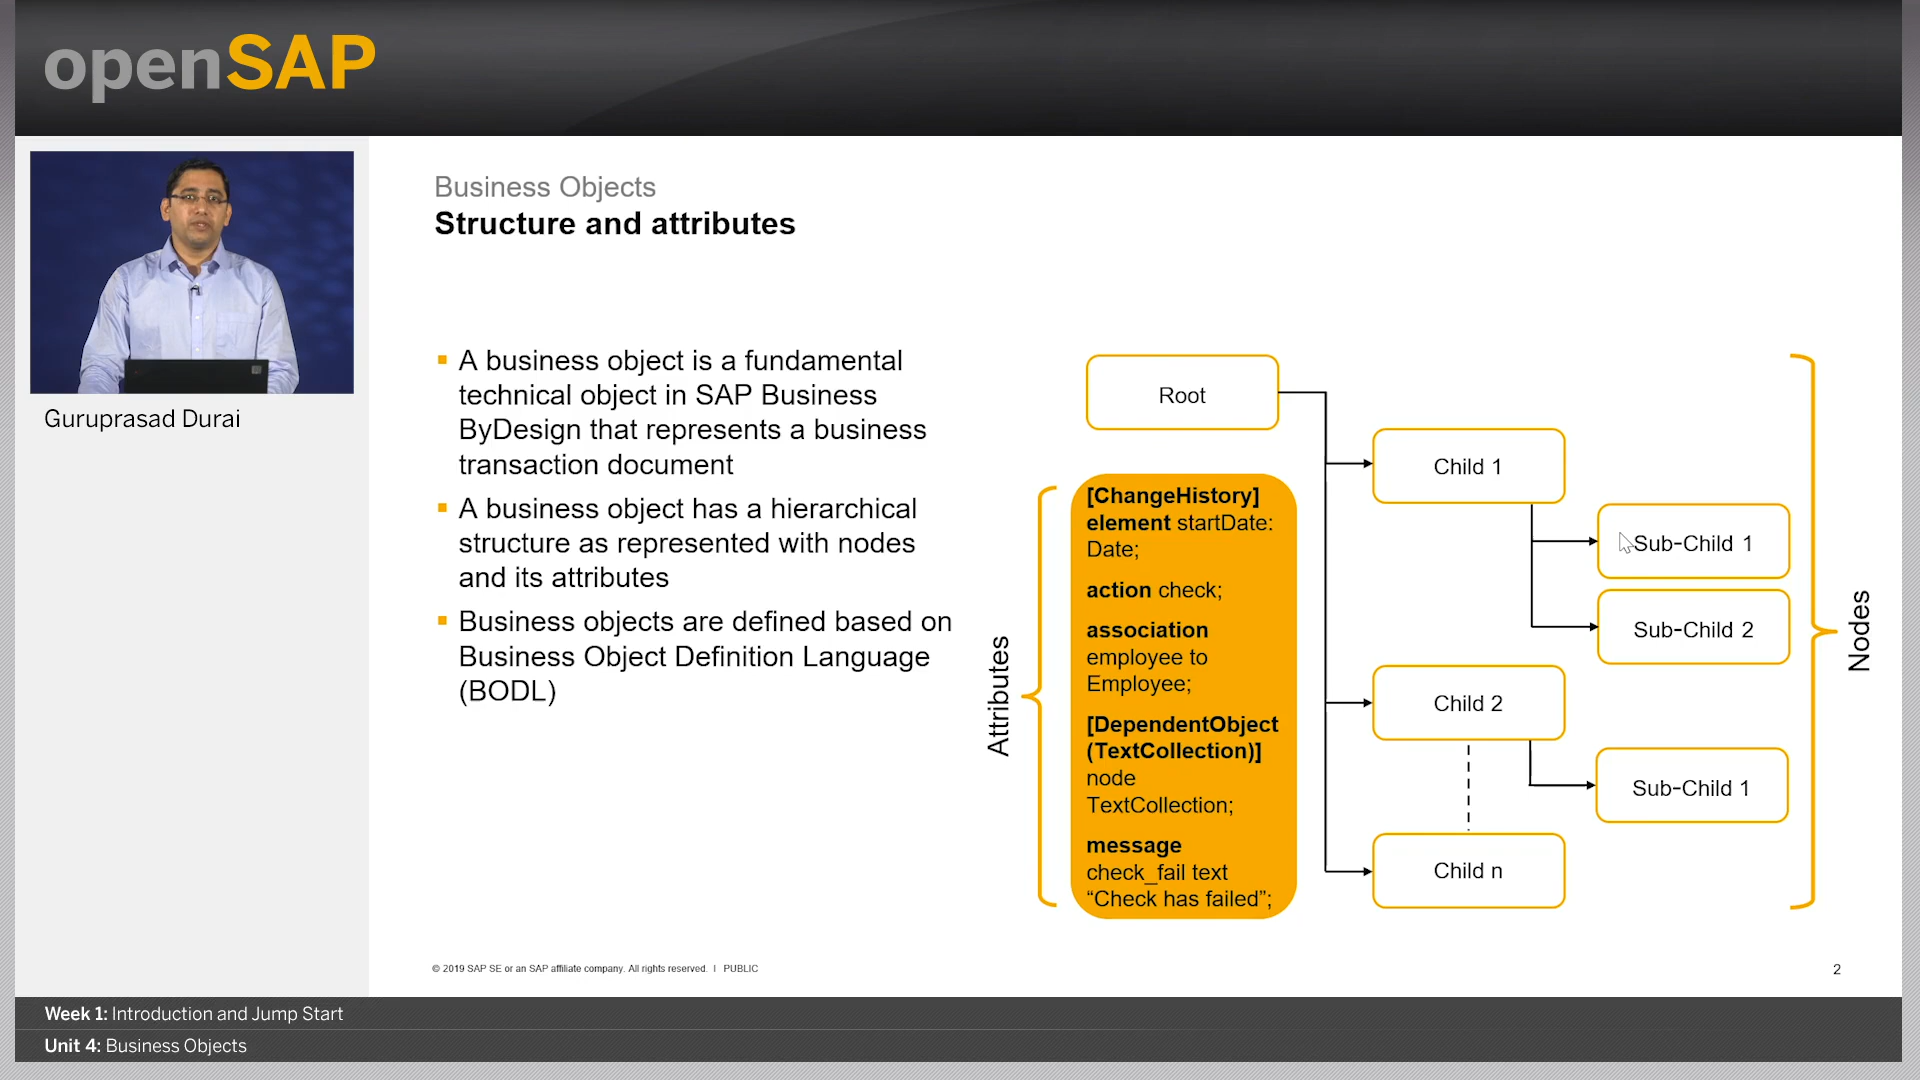 openSAP
Guruprasad Durai
Business Objects
Structure and attributes
A business object is a fundamental
technical object in SAP Business
ByDesign that represents a business
transaction document
A business object has a hierarchical
structure as represented with nodes
and its attributes
Business objects are defined based on
Business Object Definition Language
(BODL)
Attributes
[ChangeHistory]
element startDate:
Date;
action check;
association
employee to
Employee;
[DependentObject
(TextCollection)]
node
TextCollection;
message
check_fail text
“Check has failed”;
Root
Child 1
Sub-Child 1
Sub-Child 2
Child 2
Sub-Child 1
Child n
Nodes
© 2019 SAP SE or an SAP affiliate company. All rights reserved. I PUBLIC
2
Week 1: Introduction and Jump Start
Unit 4: Business Objects